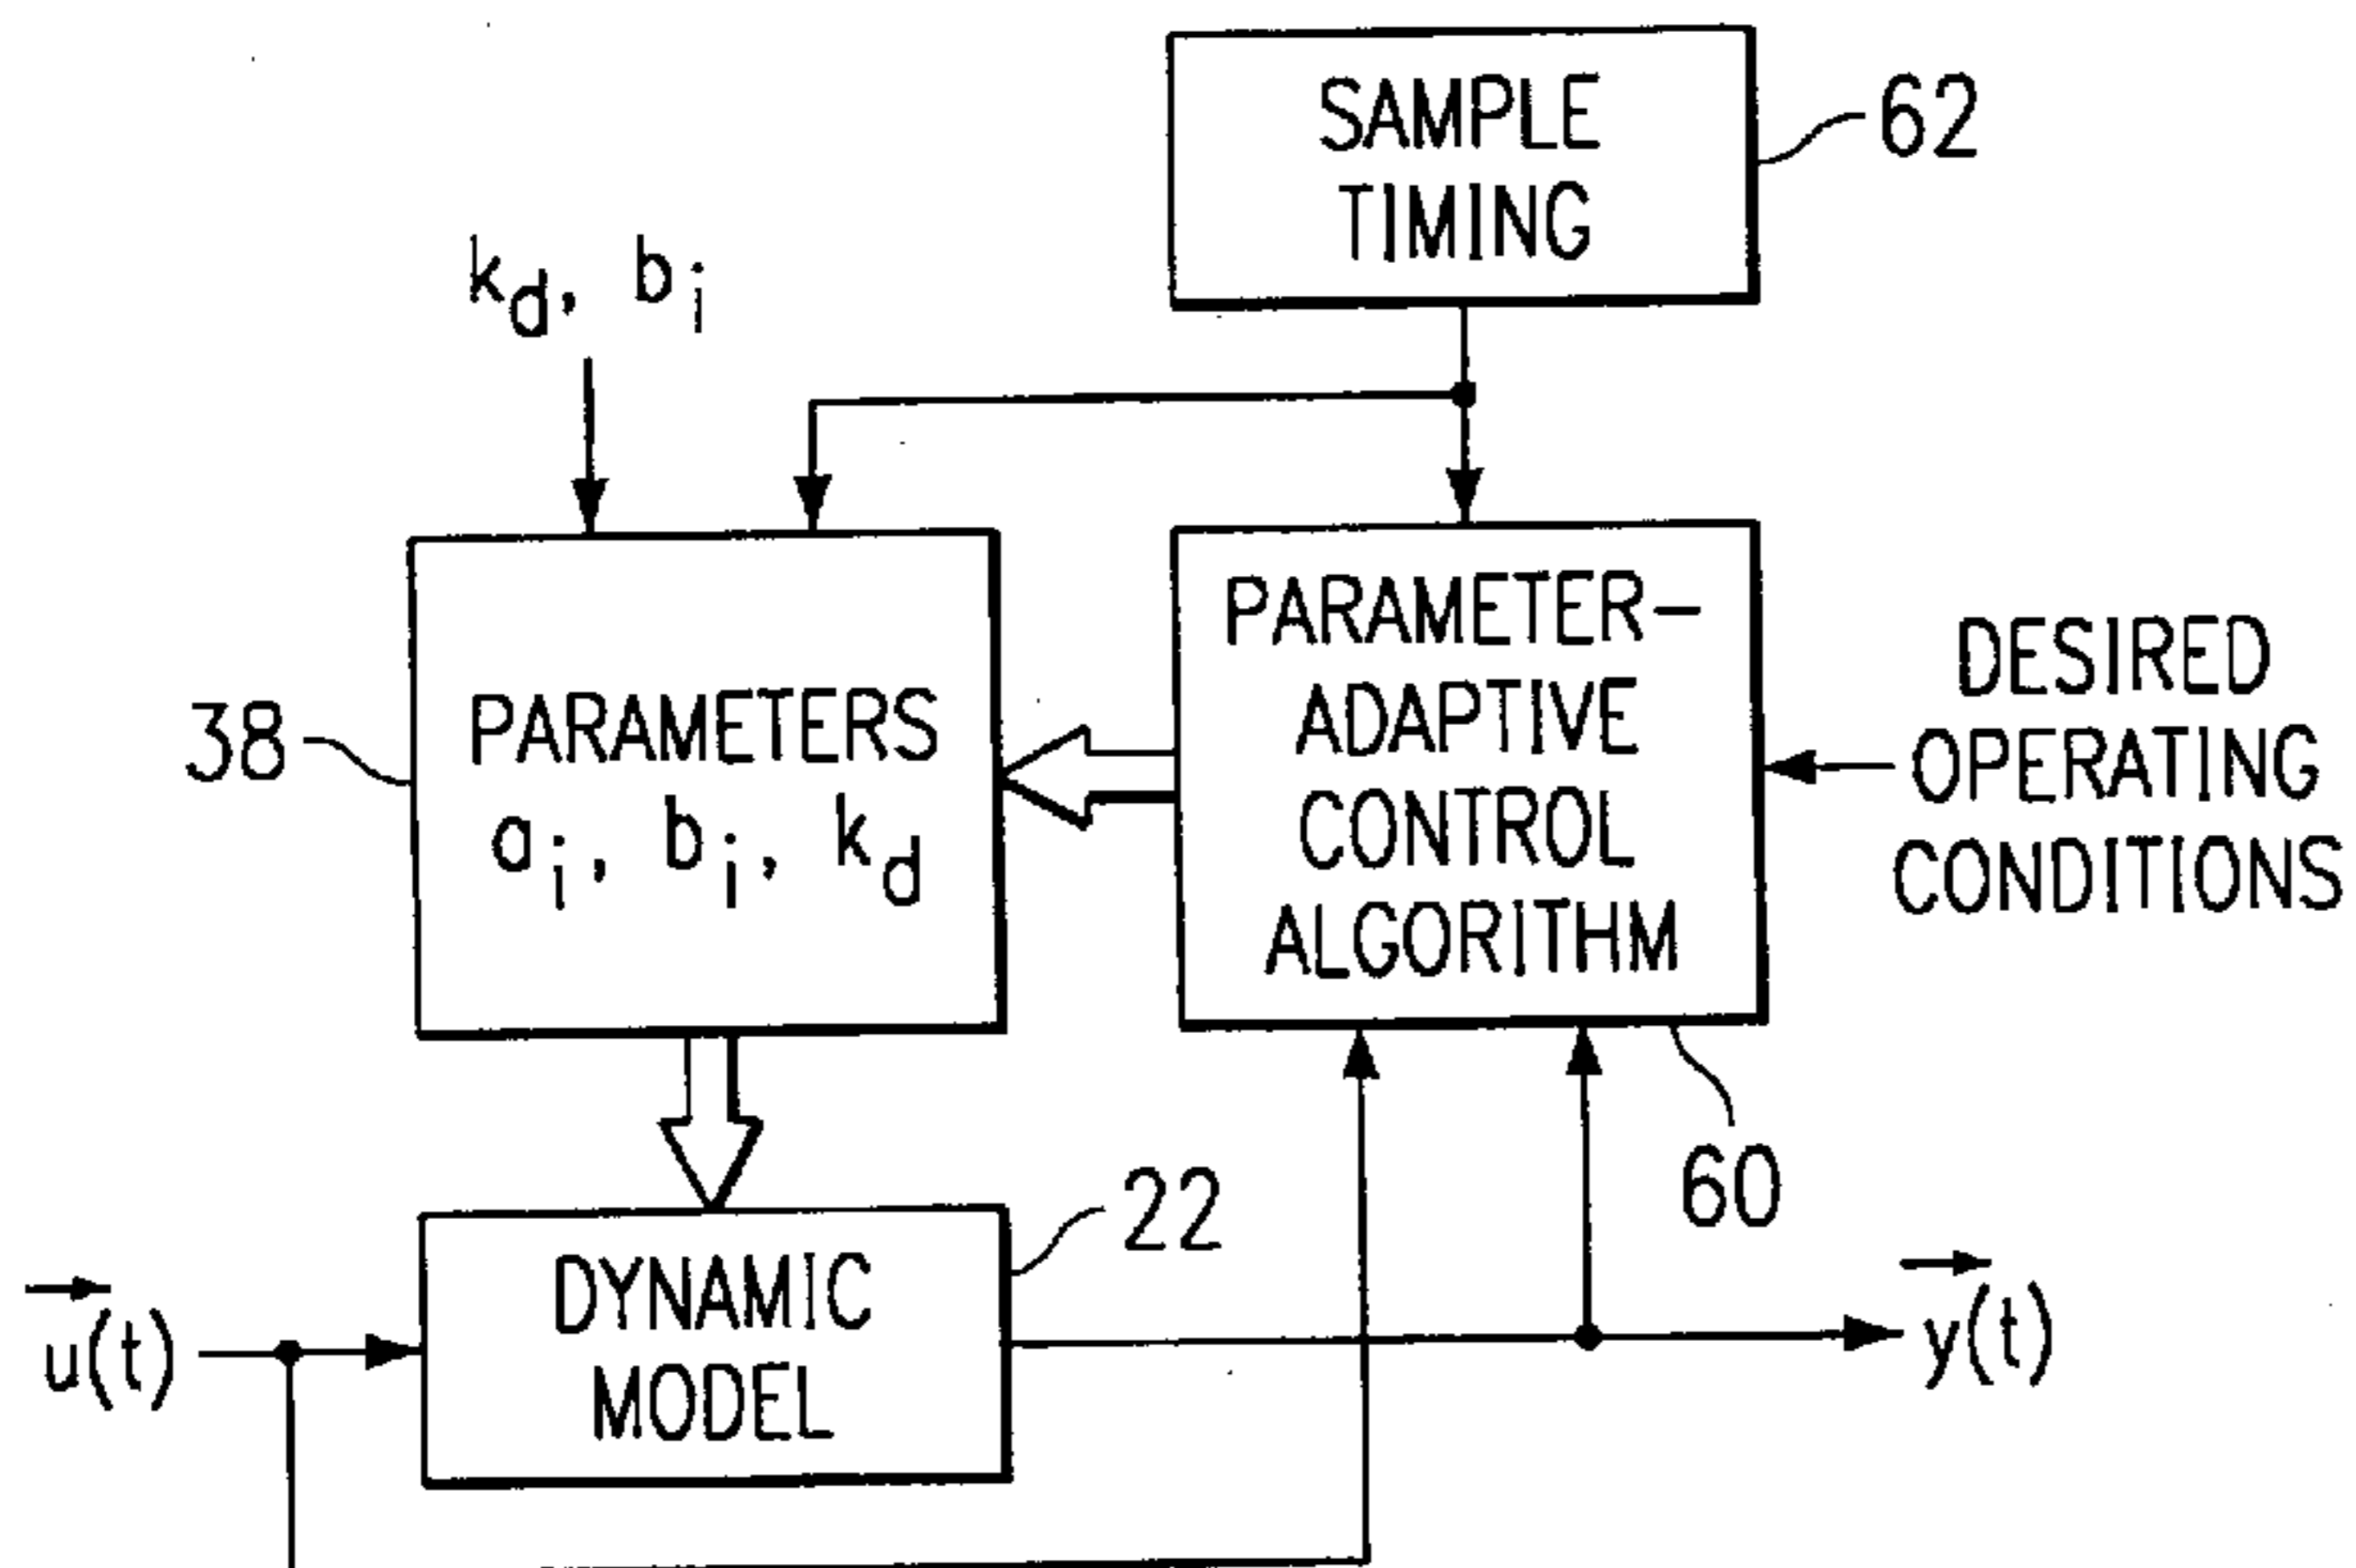 SAMPLE
TIMING
62
kd, bi
PARAMETERS
ai, bi, kd
38
PARAMETER-
ADAPTIVE
CONTROL
ALGORITHM
DESIRED
OPERATING
CONDITIONS
60
22
DYNAMIC
MODEL
u(t)
y(t)